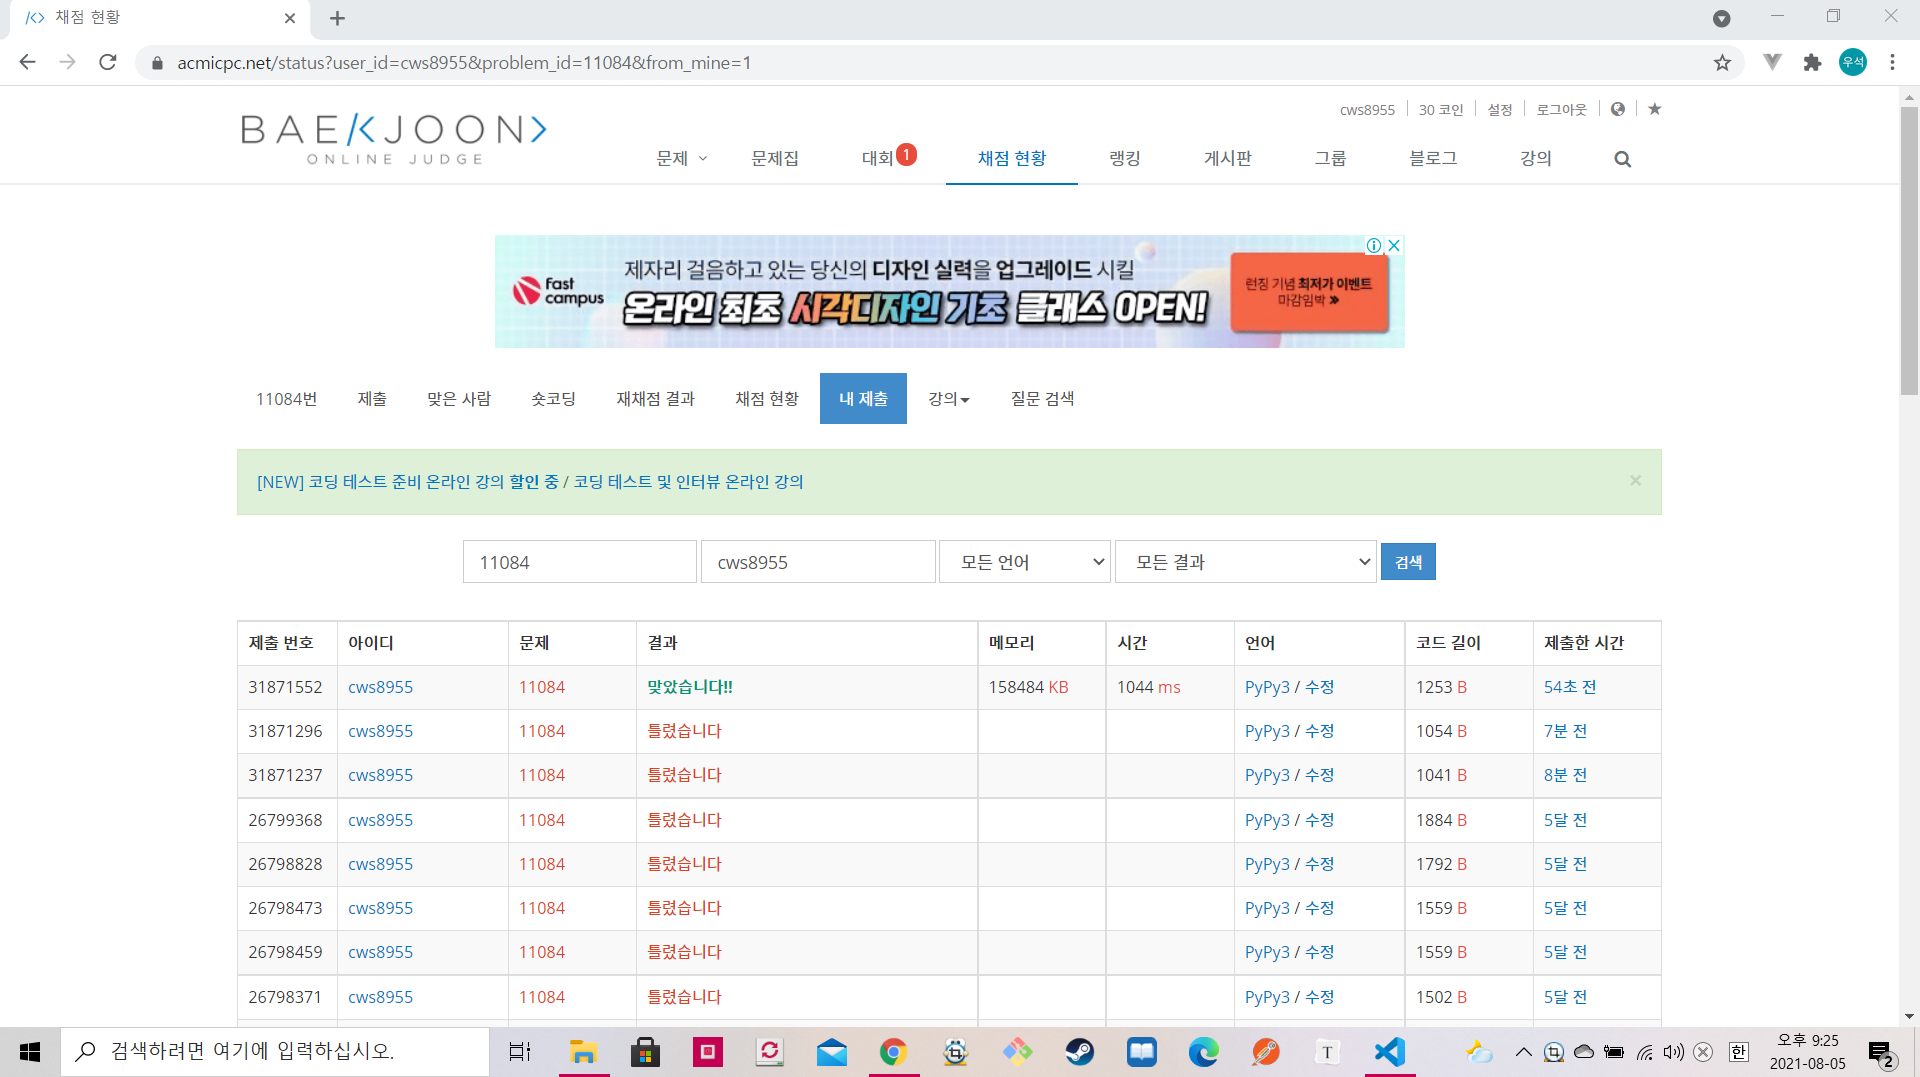 채점 현황
acmicpc.net/status?user_id=cws8955&problem_id=11084&from_mine=1
우석
cws8955 30 코인 설정 로그아웃
BAEKJOON>
ONLINE JUDGE
문제 문제집 대회 1 채점 현황 랭킹 게시판 그룹 블로그 강의
fast campus
제자리 걸음하고 있는 당신의 디자인 실력을 업그레이드 시킬
온라인 최초 시각디자인 기초 클래스 OPEN!
런징 기념 최저가 이벤트
마감임박 »
11084번 제출 맞은 사람 숏코딩 재채점 결과 채점 현황 내 제출 강의 질문 검색
[NEW] 코딩 테스트 준비 온라인 강의 할인 중 / 코딩 테스트 및 인터뷰 온라인 강의 ×
11084 cws8955 모든 언어 모든 결과 검색
제출 번호 아이디 문제 결과 메모리 시간 언어 코드 길이 제출한 시간
31871552 cws8955 11084 맞았습니다!! 158484 KB 1044 ms PyPy3 / 수정 1253 B 54초 전
31871296 cws8955 11084 틀렸습니다 PyPy3 / 수정 1054 B 7분 전
31871237 cws8955 11084 틀렸습니다 PyPy3 / 수정 1041 B 8분 전
26799368 cws8955 11084 틀렸습니다 PyPy3 / 수정 1884 B 5달 전
26798828 cws8955 11084 틀렸습니다 PyPy3 / 수정 1792 B 5달 전
26798473 cws8955 11084 틀렸습니다 PyPy3 / 수정 1559 B 5달 전
26798459 cws8955 11084 틀렸습니다 PyPy3 / 수정 1559 B 5달 전
26798371 cws8955 11084 틀렸습니다 PyPy3 / 수정 1502 B 5달 전
검색하려면 여기에 입력하십시오.
T
한
오후 9:25
2021-08-05
2